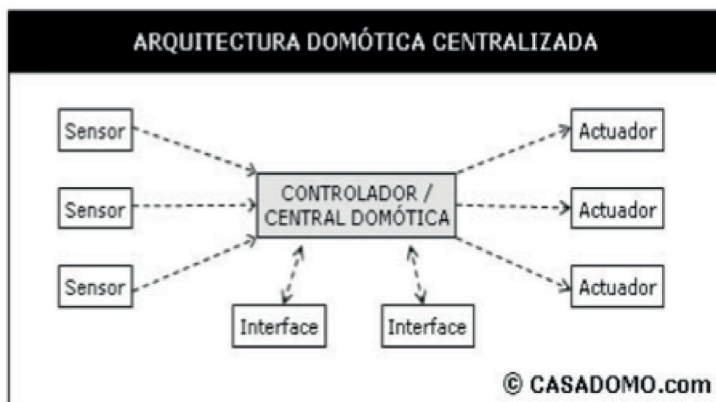 ARQUITECTURA DOMÓTICA CENTRALIZADA
Sensor
Actuador
CONTROLADOR /
CENTRAL DOMÓTICA
Sensor
Actuador
Sensor
Actuador
Interface
Interface
© CASADOMO.com